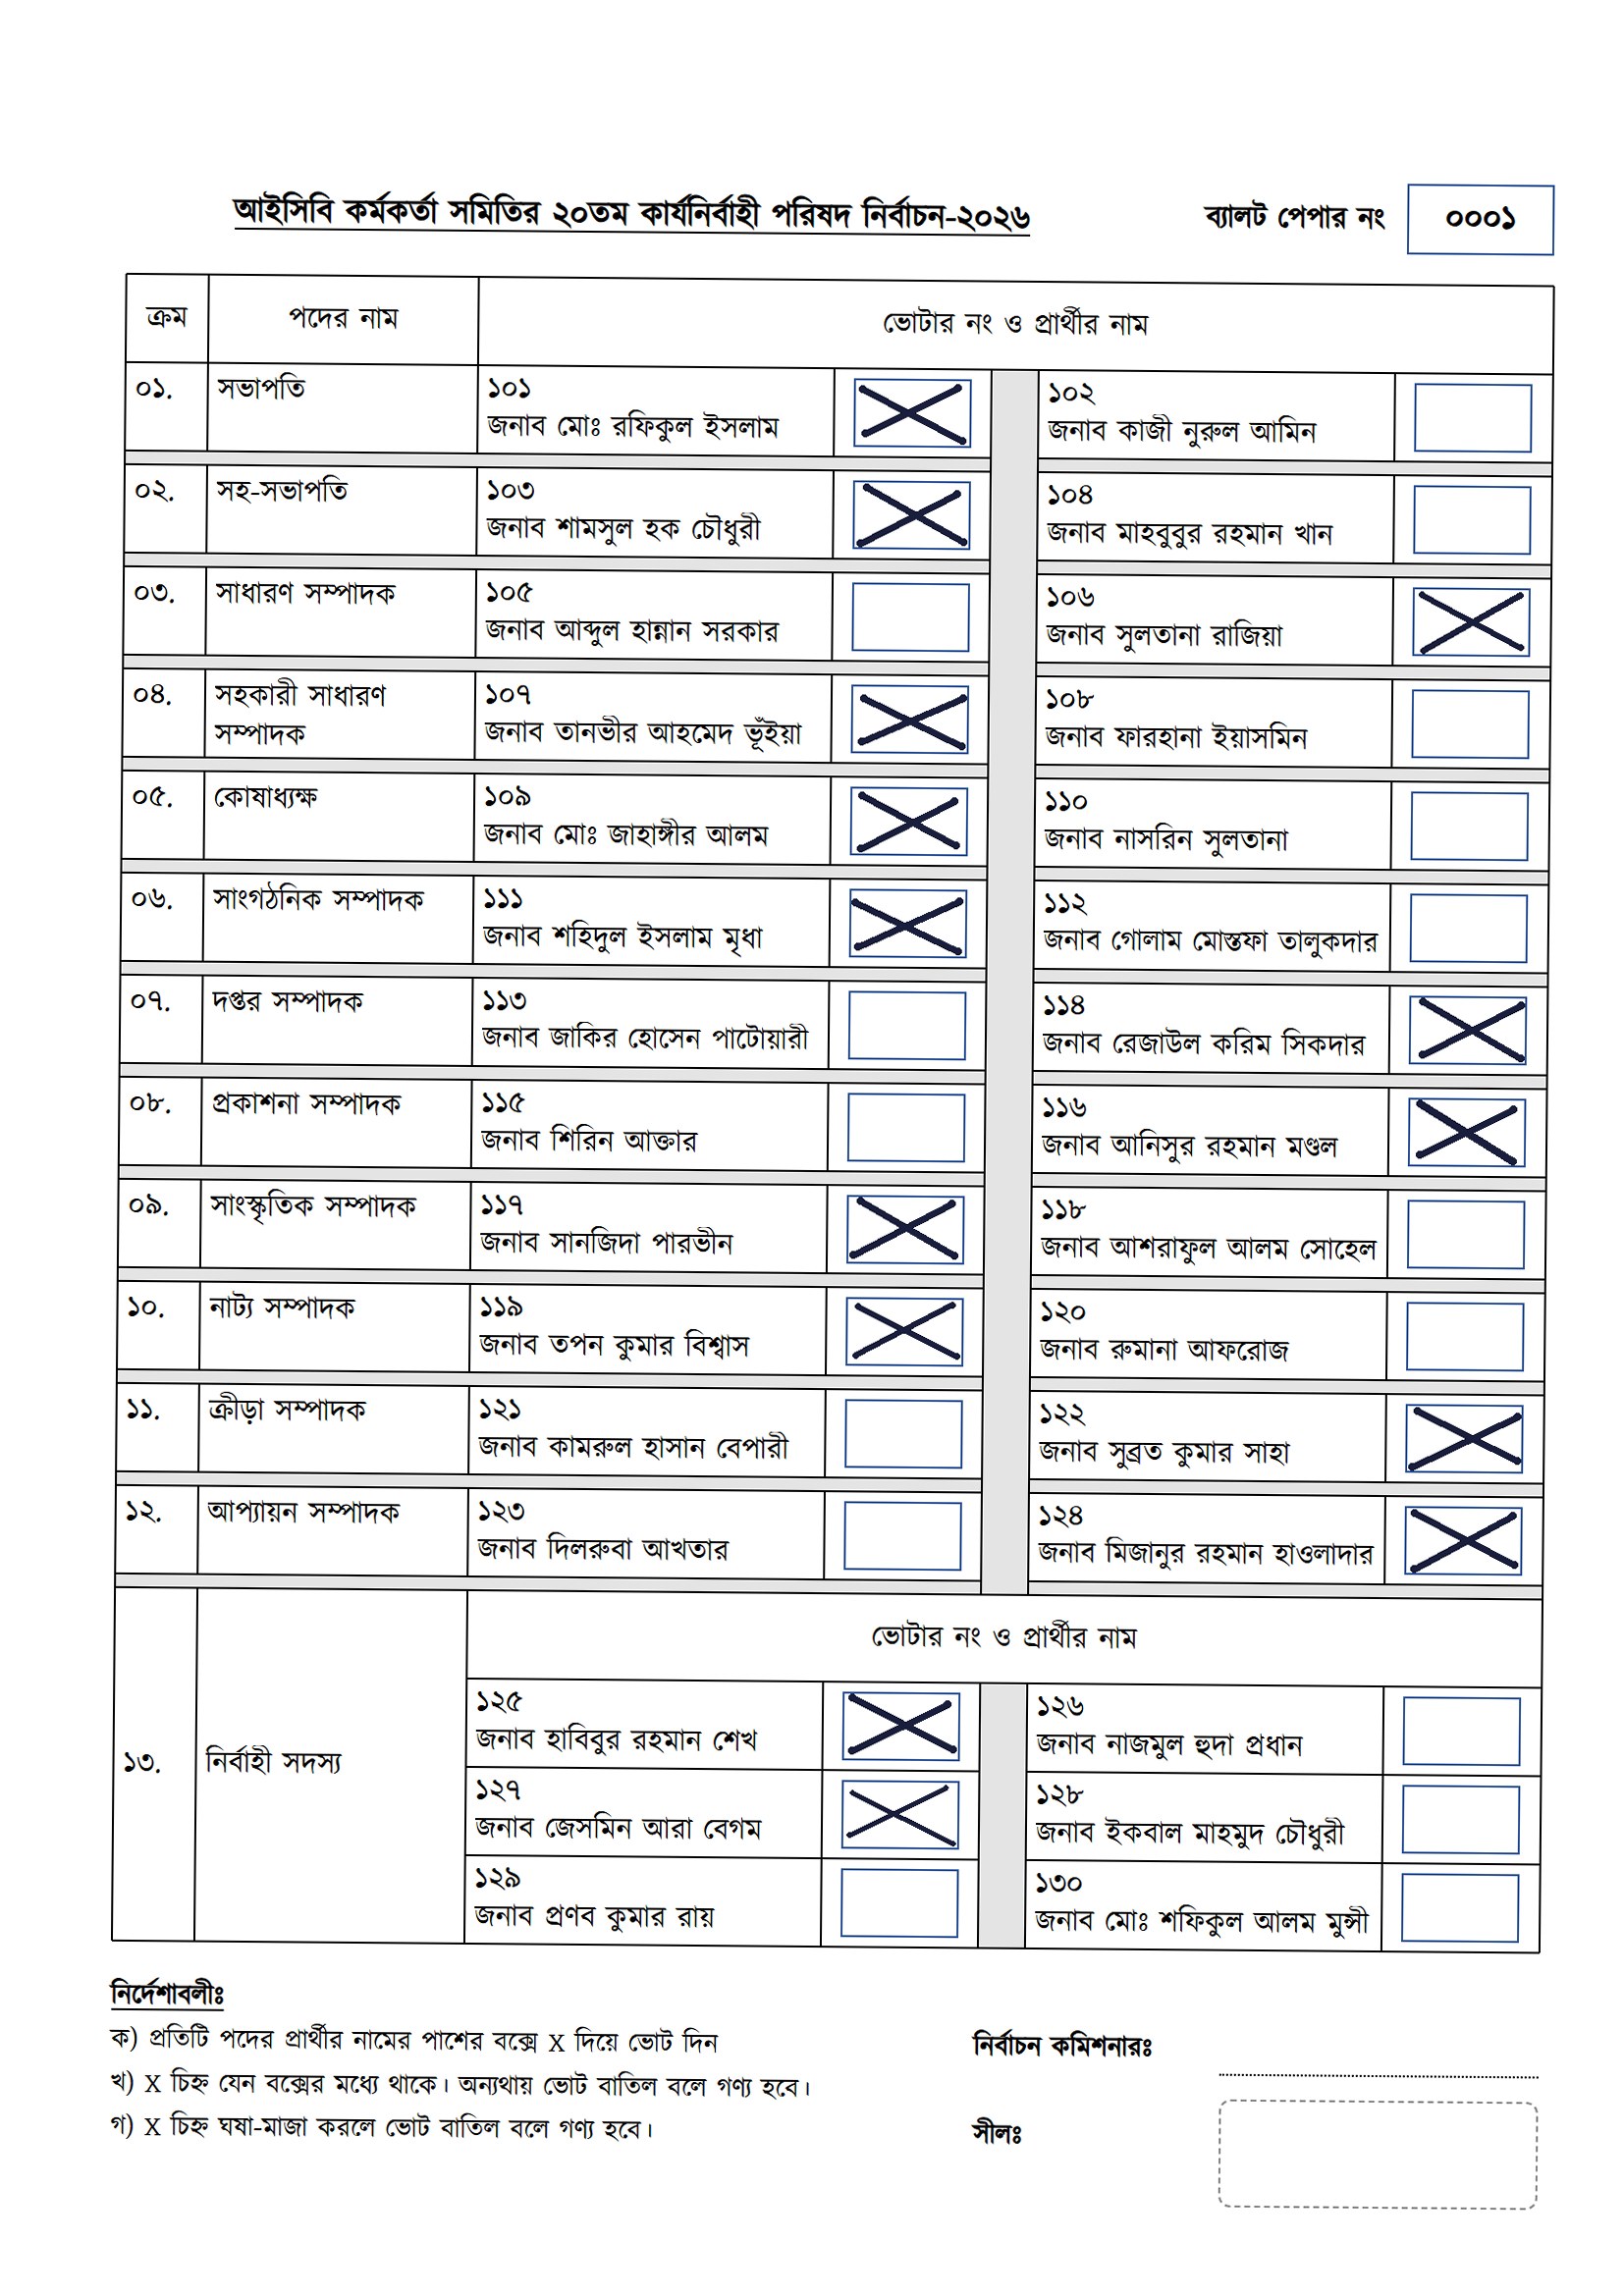 আইসিবি কর্মকর্তা সমিতির ২০তম কার্যনির্বাহী পরিষদ নির্বাচন-২০২৬ ব্যালট পেপার নং ০০০১
ক্রম পদের নাম ভোটার নং ও প্রার্থীর নাম
০১. সভাপতি ১০১ ১০২
জনাব মোঃ রফিকুল ইসলাম জনাব কাজী নুরুল আমিন
০২. সহ-সভাপতি ১০৩ ১০৪
জনাব শামসুল হক চৌধুরী জনাব মাহবুবুর রহমান খান
০৩. সাধারণ সম্পাদক ১০৫ ১০৬
জনাব আব্দুল হান্নান সরকার জনাব সুলতানা রাজিয়া
০৪. সহকারী সাধারণ ১০৭ ১০৮
সম্পাদক জনাব তানভীর আহমেদ ভূঁইয়া জনাব ফারহানা ইয়াসমিন
০৫. কোষাধ্যক্ষ ১০৯ ১১০
জনাব মোঃ জাহাঙ্গীর আলম জনাব নাসরিন সুলতানা
০৬. সাংগঠনিক সম্পাদক ১১১ ১১২
জনাব শহিদুল ইসলাম মৃধা জনাব গোলাম মোস্তফা তালুকদার
০৭. দপ্তর সম্পাদক ১১৩ ১১৪
জনাব জাকির হোসেন পাটোয়ারী জনাব রেজাউল করিম সিকদার
০৮. প্রকাশনা সম্পাদক ১১৫ ১১৬
জনাব শিরিন আক্তার জনাব আনিসুর রহমান মণ্ডল
০৯. সাংস্কৃতিক সম্পাদক ১১৭ ১১৮
জনাব সানজিদা পারভীন জনাব আশরাফুল আলম সোহেল
১০. নাট্য সম্পাদক ১১৯ ১২০
জনাব তপন কুমার বিশ্বাস জনাব রুমানা আফরোজ
১১. ক্রীড়া সম্পাদক ১২১ ১২২
জনাব কামরুল হাসান বেপারী জনাব সুব্রত কুমার সাহা
১২. আপ্যায়ন সম্পাদক ১২৩ ১২৪
জনাব দিলরুবা আখতার জনাব মিজানুর রহমান হাওলাদার
ভোটার নং ও প্রার্থীর নাম
১৩. নির্বাহী সদস্য
১২৫ ১২৬
জনাব হাবিবুর রহমান শেখ জনাব নাজমুল হুদা প্রধান
১২৭ ১২৮
জনাব জেসমিন আরা বেগম জনাব ইকবাল মাহমুদ চৌধুরী
১২৯ ১৩০
জনাব প্রণব কুমার রায় জনাব মোঃ শফিকুল আলম মুন্সী
নির্দেশাবলীঃ
ক) প্রতিটি পদের প্রার্থীর নামের পাশের বক্সে x দিয়ে ভোট দিন
খ) x চিহ্ন যেন বক্সের মধ্যে থাকে। অন্যথায় ভোট বাতিল বলে গণ্য হবে।
গ) x চিহ্ন ঘষা-মাজা করলে ভোট বাতিল বলে গণ্য হবে।
নির্বাচন কমিশনারঃ
সীলঃ